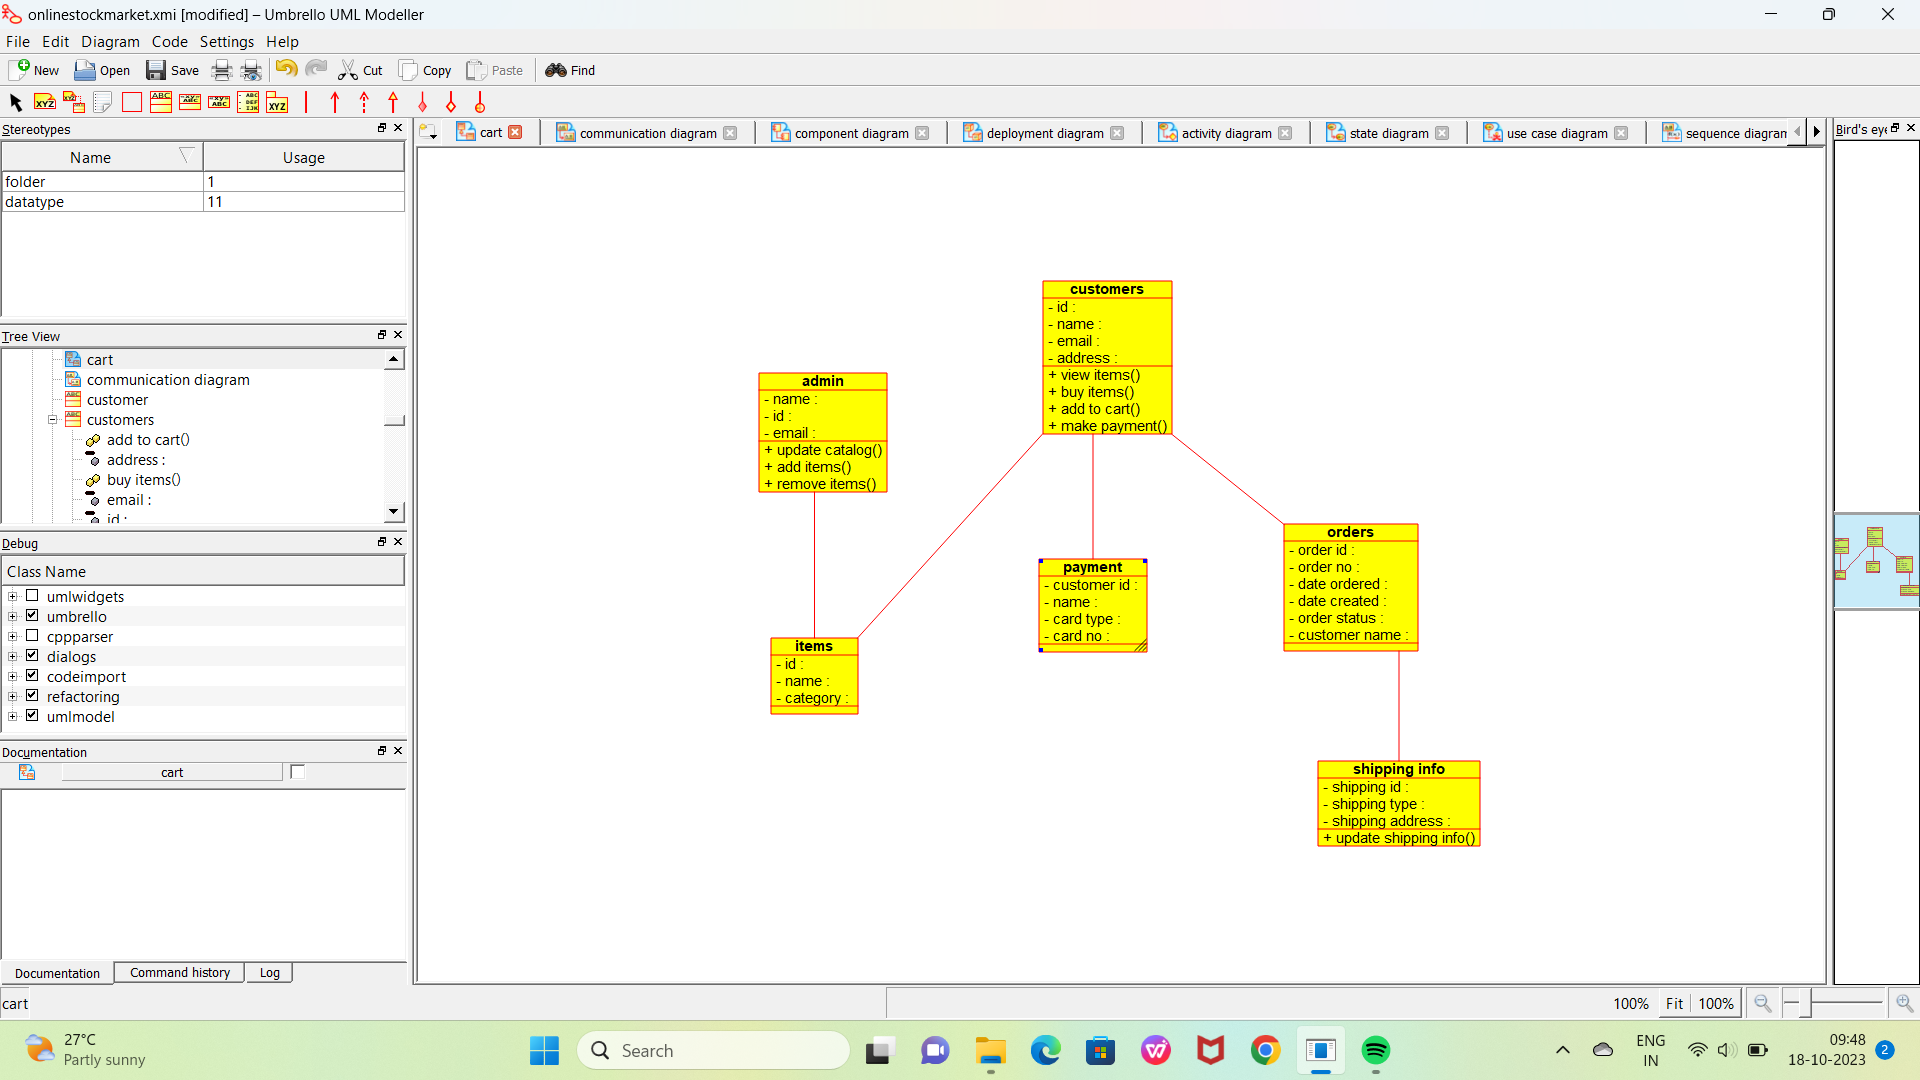 onlinestockmarket.xmi [modified] – Umbrello UML Modeller
File Edit Diagram Code Settings Help
New Open Save Cut Copy Paste Find
Stereotypes
Name Usage
folder 1
datatype 11
Tree View
cart
communication diagram
customer
customers
add to cart()
address :
buy items()
email :
id :
Debug
Class Name
umlwidgets
umbrello
cppparser
dialogs
codeimport
refactoring
umlmodel
Documentation
cart
Documentation Command history Log
cart communication diagram component diagram deployment diagram activity diagram state diagram use case diagram sequence diagram
customers
- id :
- name :
- email :
- address :
+ view items()
+ buy items()
+ add to cart()
+ make payment()
admin
- name :
- id :
- email :
+ update catalog()
+ add items()
+ remove items()
orders
- order id :
- order no :
- date ordered :
- date created :
- order status :
- customer name :
payment
- customer id :
- name :
- card type :
- card no :
items
- id :
- name :
- category :
shipping info
- shipping id :
- shipping type :
- shipping address :
+ update shipping info()
Bird's eye
cart
100% Fit 100%
27°C
Partly sunny
Search
ENG
IN
09:48
18-10-2023
2